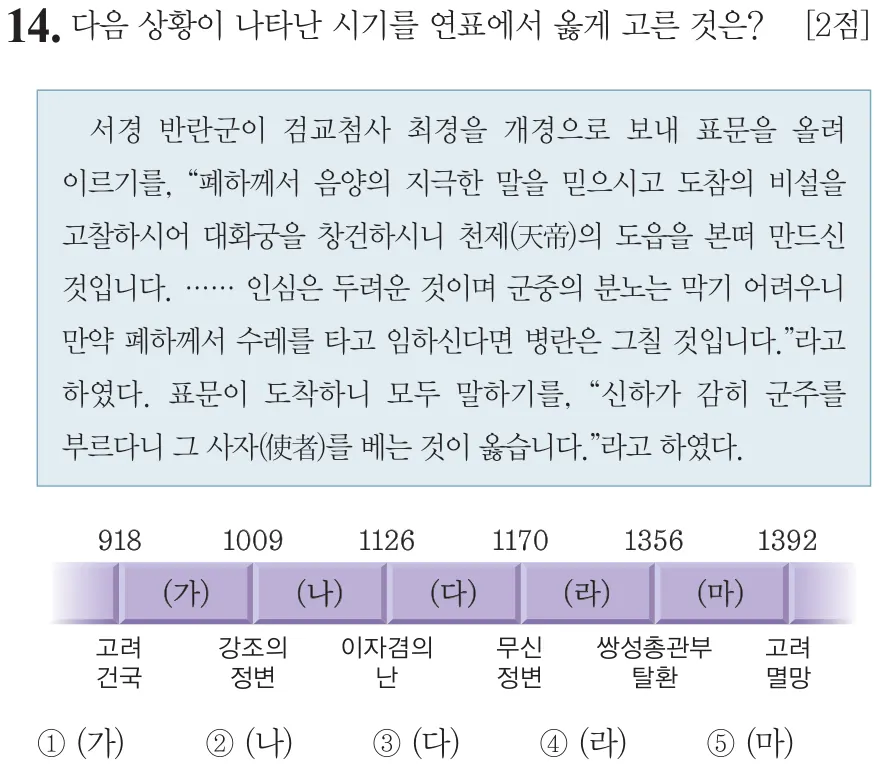 14. 다음 상황이 나타난 시기를 연표에서 옳게 고른 것은? [2점]
서경 반란군이 검교첨사 최경을 개경으로 보내 표문을 올려
이르기를, “폐하께서 음양의 지극한 말을 믿으시고 도참의 비설을
고찰하시어 대화궁을 창건하시니 천제(天帝)의 도읍을 본떠 만드신
것입니다. …… 인심은 두려운 것이며 군중의 분노는 막기 어려우니
만약 폐하께서 수레를 타고 임하신다면 병란은 그칠 것입니다.”라고
하였다. 표문이 도착하니 모두 말하기를, “신하가 감히 군주를
부르다니 그 사자(使者)를 베는 것이 옳습니다.”라고 하였다.
918 1009 1126 1170 1356 1392
(가) (나) (다) (라) (마)
고려 강조의 이자겸의 무신 쌍성총관부 고려
건국 정변 난 정변 탈환 멸망
① (가) ② (나) ③ (다) ④ (라) ⑤ (마)